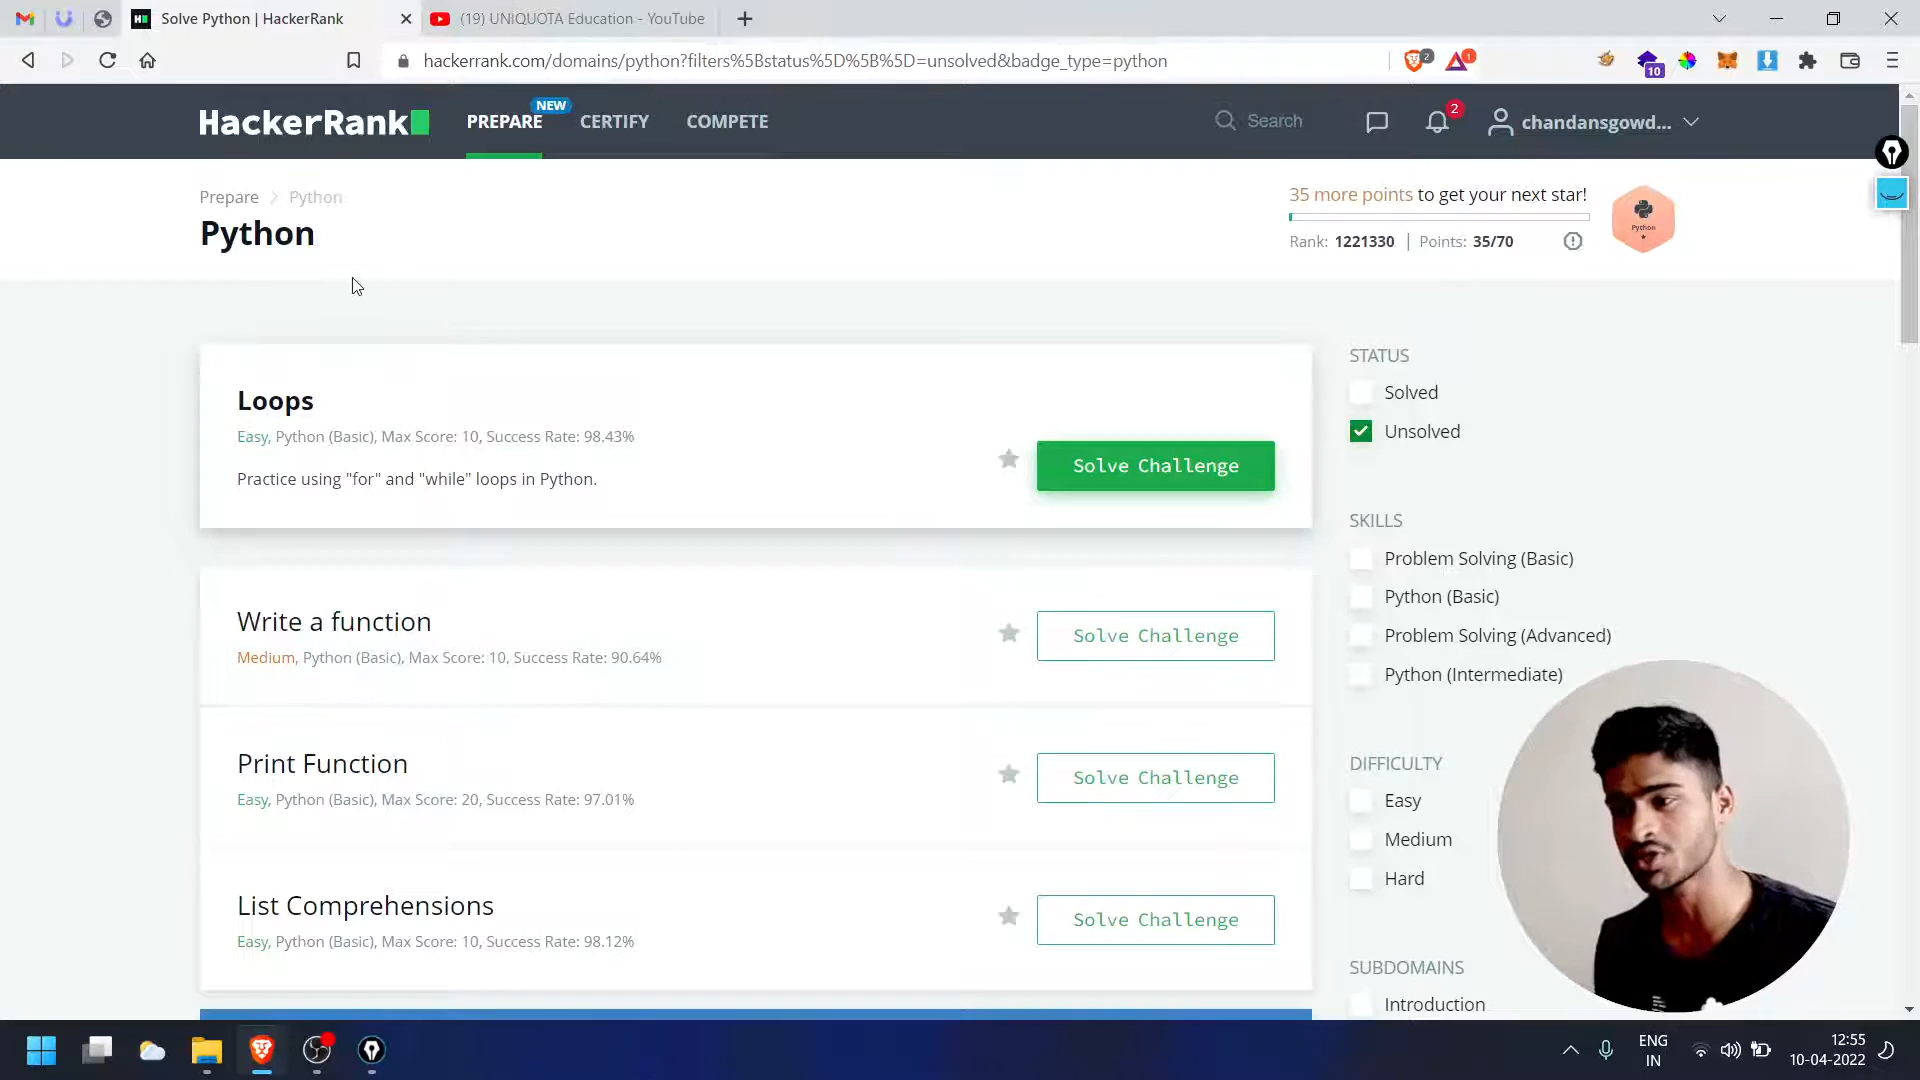 Solve Python | HackerRank
(19) UNIQUOTA Education - YouTube
hackerrank.com/domains/python?filters%5Bstatus%5D%5B%5D=unsolved&badge_type=python
2
1
10
HackerRank
PREPARE
NEW
CERTIFY
COMPETE
Search
2
chandansgowd...
Prepare > Python
Python
35 more points to get your next star!
Rank: 1221330 | Points: 35/70
Python
Loops
Easy, Python (Basic), Max Score: 10, Success Rate: 98.43%
Practice using "for" and "while" loops in Python.
Solve Challenge
Write a function
Medium, Python (Basic), Max Score: 10, Success Rate: 90.64%
Solve Challenge
Print Function
Easy, Python (Basic), Max Score: 20, Success Rate: 97.01%
Solve Challenge
List Comprehensions
Easy, Python (Basic), Max Score: 10, Success Rate: 98.12%
Solve Challenge
STATUS
Solved
Unsolved
SKILLS
Problem Solving (Basic)
Python (Basic)
Problem Solving (Advanced)
Python (Intermediate)
DIFFICULTY
Easy
Medium
Hard
SUBDOMAINS
Introduction
ENG
IN
12:55
10-04-2022